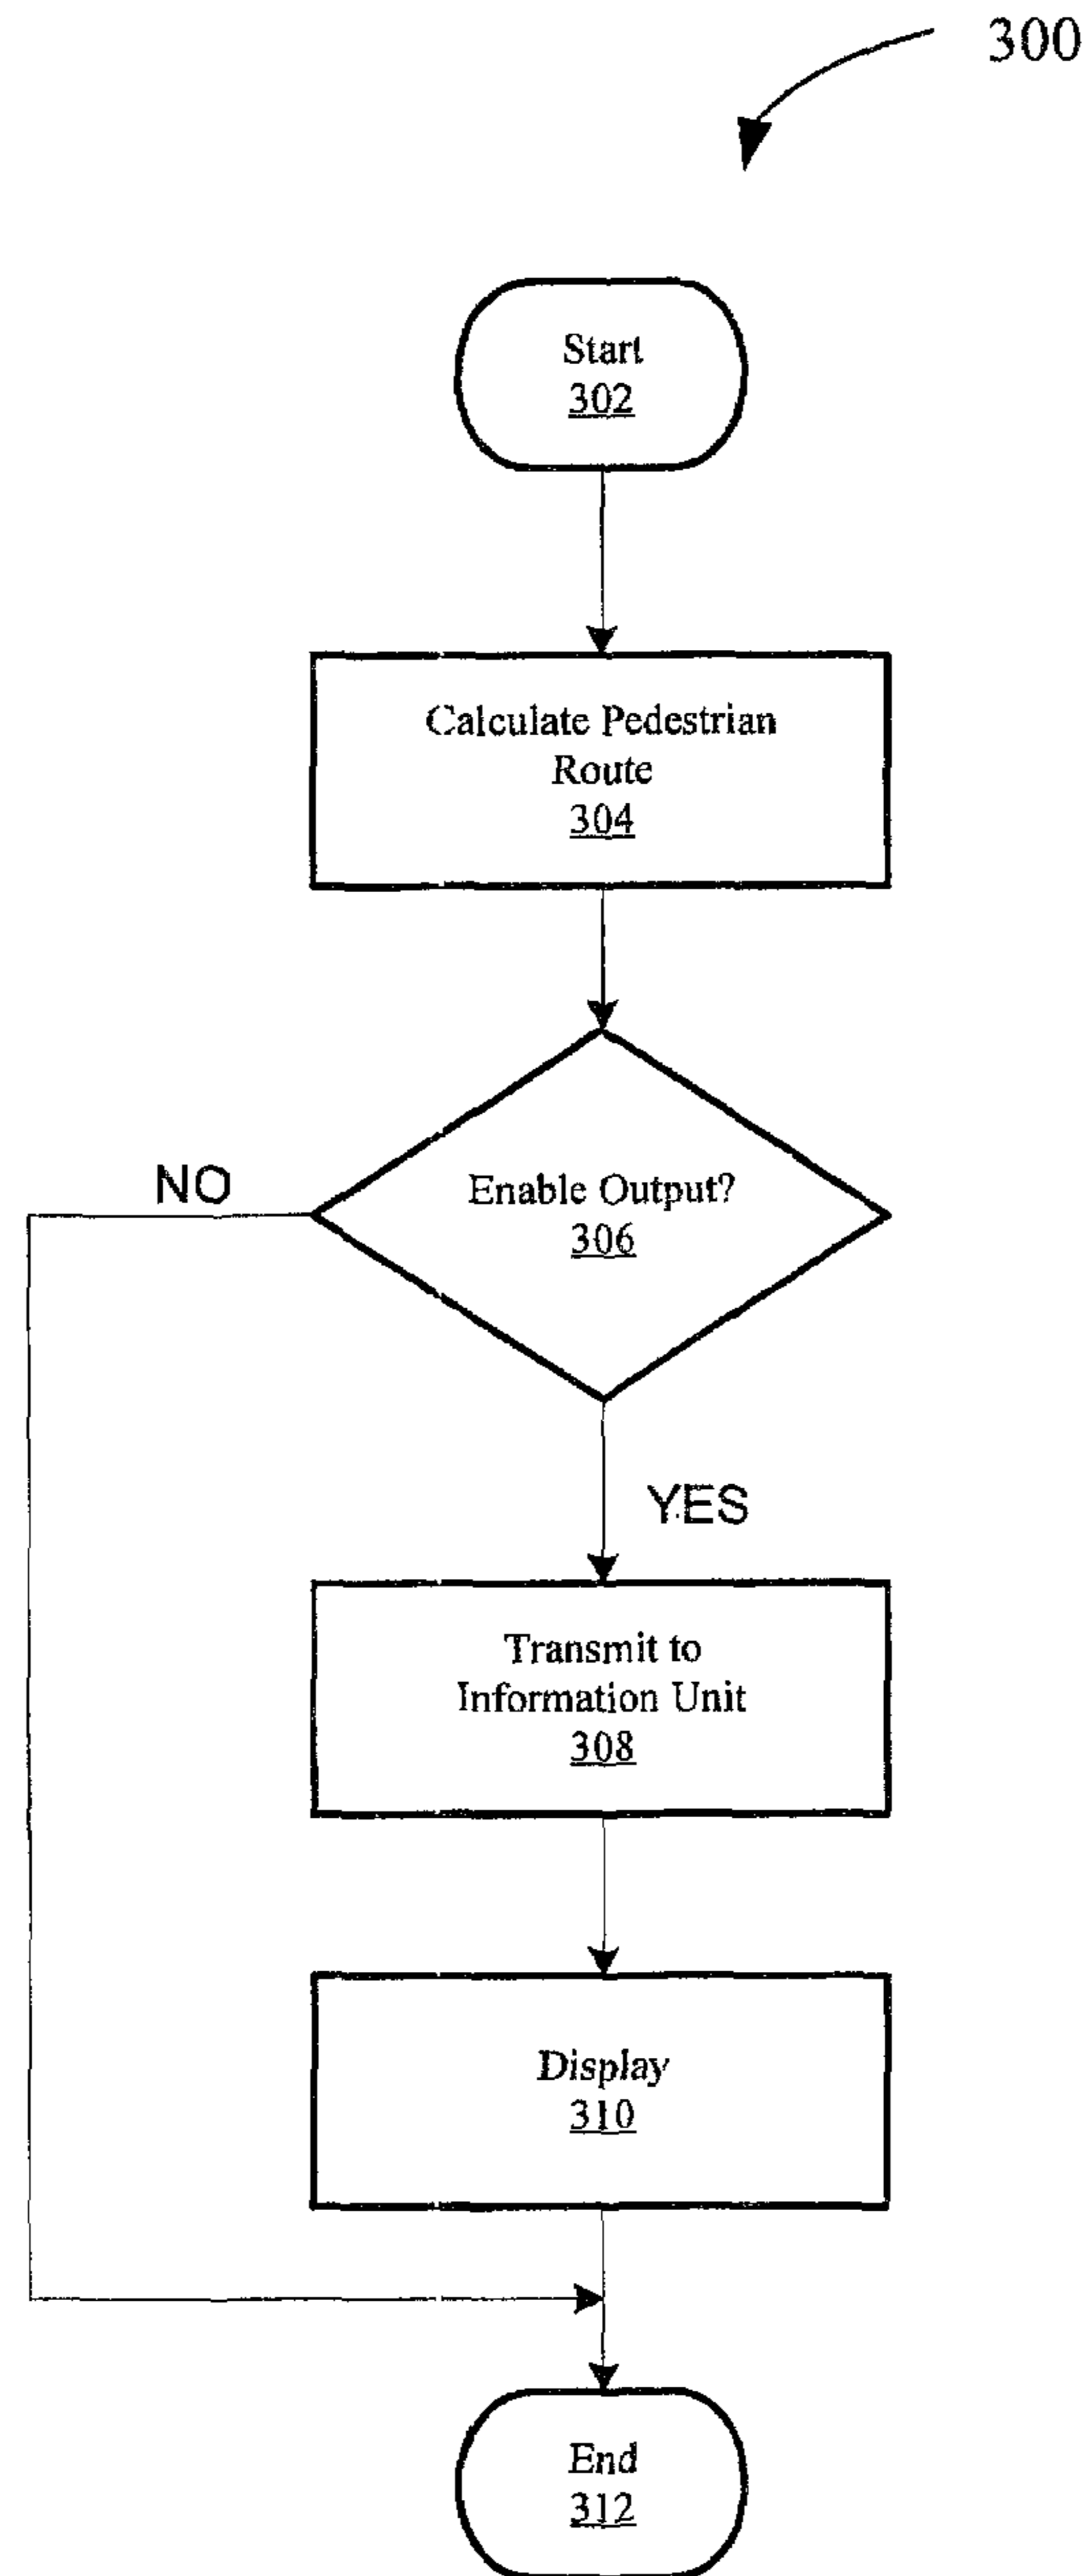 300
Start
302
Calculate Pedestrian
Route
304
Enable Output?
306
NO
YES
Transmit to
Information Unit
308
Display
310
End
312